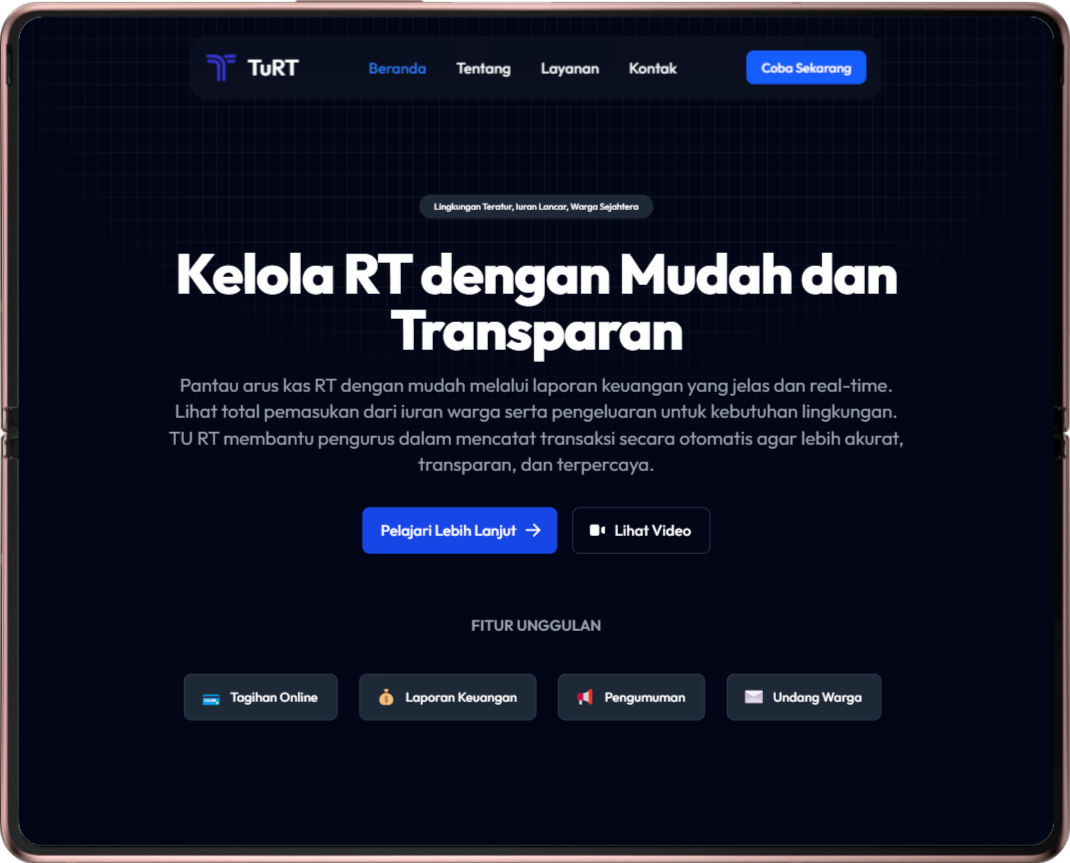 TuRT
Beranda
Tentang
Layanan
Kontak
Coba Sekarang
Lingkungan Teratur, Iuran Lancar, Warga Sejahtera
Kelola RT dengan Mudah dan
Transparan
Pantau arus kas RT dengan mudah melalui laporan keuangan yang jelas dan real-time.
Lihat total pemasukan dari iuran warga serta pengeluaran untuk kebutuhan lingkungan.
TU RT membantu pengurus dalam mencatat transaksi secara otomatis agar lebih akurat,
transparan, dan terpercaya.
Pelajari Lebih Lanjut
Lihat Video
FITUR UNGGULAN
Tagihan Online
Laporan Keuangan
Pengumuman
Undang Warga